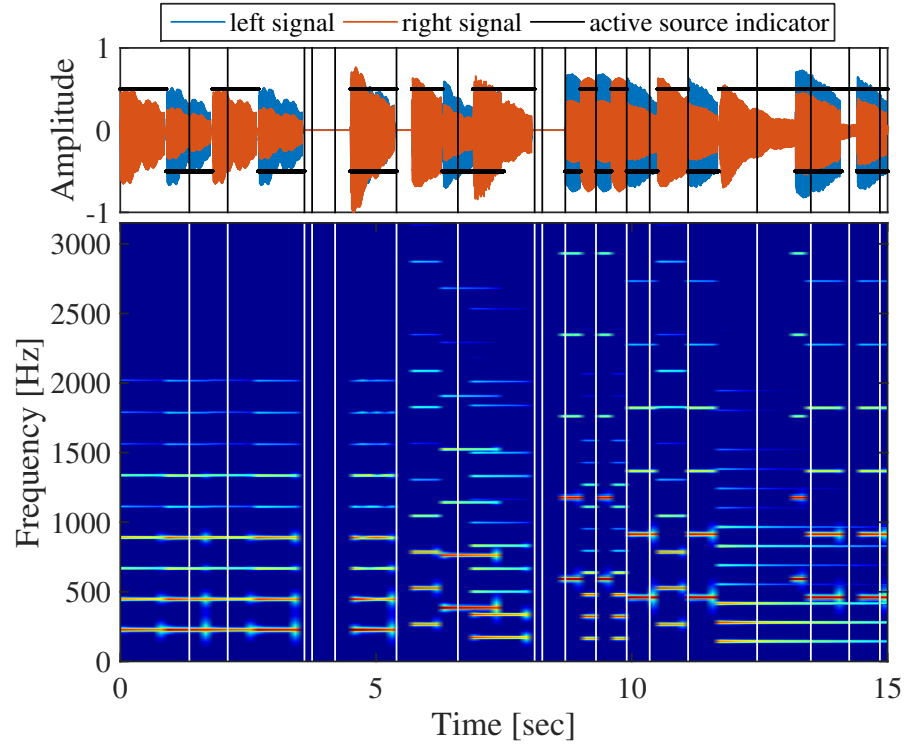 left signal right signal active source indicator
1
0
-1
Amplitude
3000
2500
2000
1500
1000
500
0
Frequency [Hz]
0 5 10 15
Time [sec]